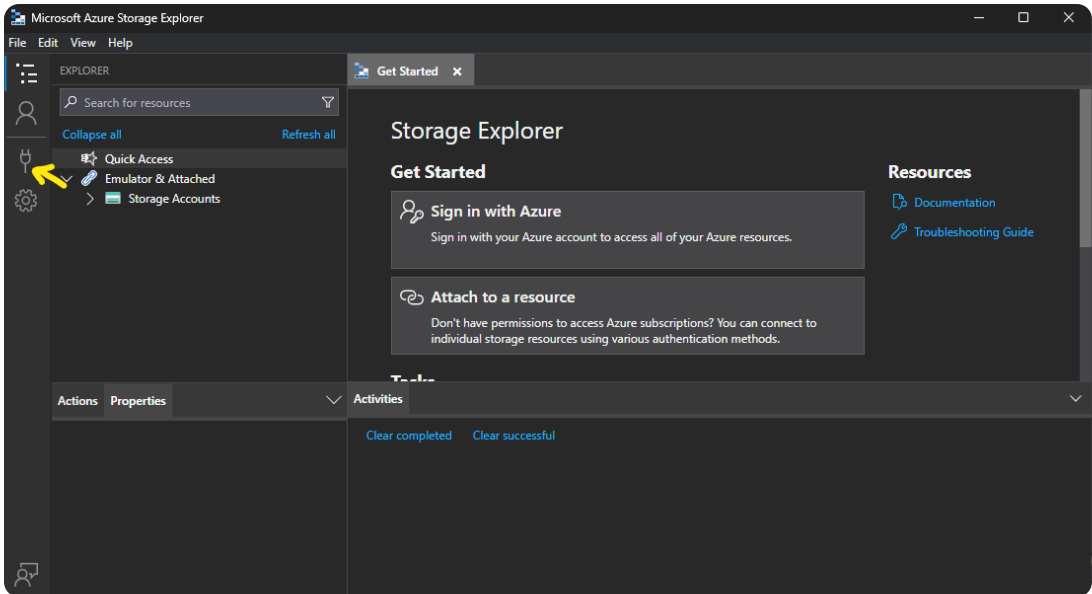 Microsoft Azure Storage Explorer
File Edit View Help
EXPLORER
Search for resources
Collapse all
Refresh all
Quick Access
Emulator & Attached
Storage Accounts
Get Started
Storage Explorer
Get Started
Sign in with Azure
Sign in with your Azure account to access all of your Azure resources.
Attach to a resource
Don't have permissions to access Azure subscriptions? You can connect to
individual storage resources using various authentication methods.
Tasks
Resources
Documentation
Troubleshooting Guide
Actions Properties
Activities
Clear completed Clear successful